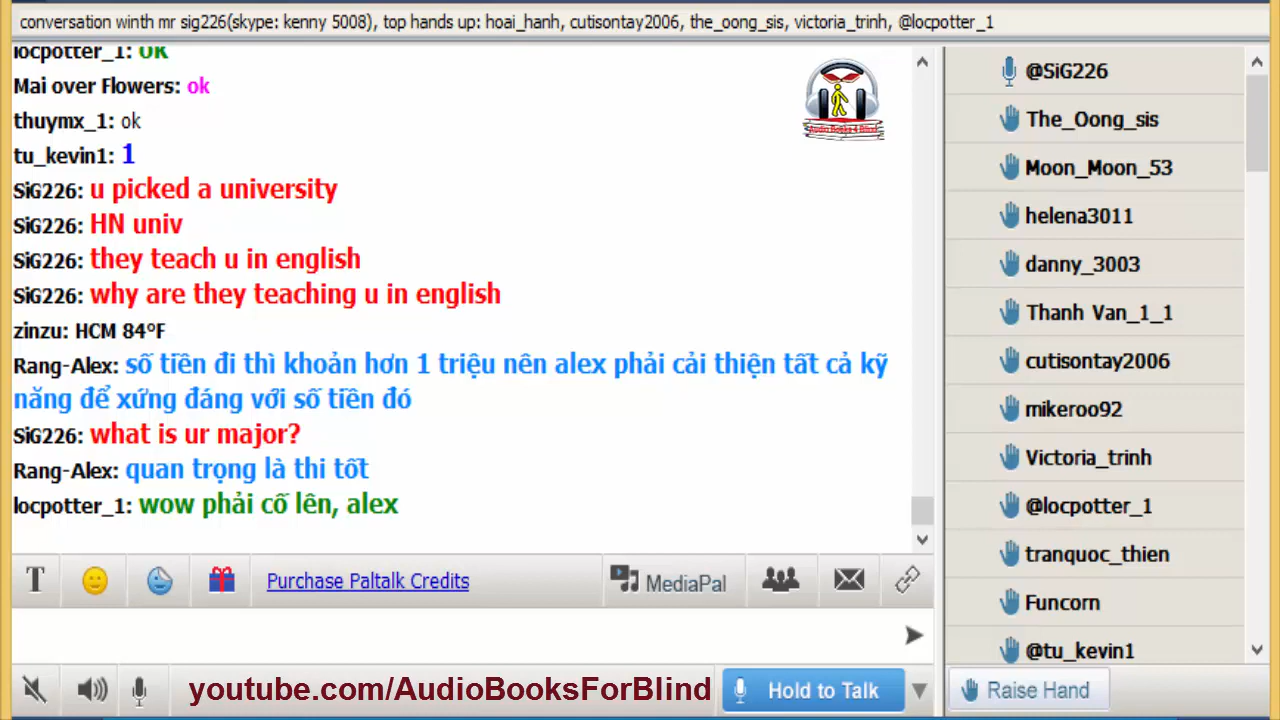 conversation winth mr sig226(skype: kenny 5008), top hands up: hoai_hanh, cutisontay2006, the_oong_sis, victoria_trinh, @locpotter_1
locpotter_1: OK
Mai over Flowers: ok
thuymx_1: ok
tu_kevin1: 1
SiG226: u picked a university
SiG226: HN univ
SiG226: they teach u in english
SiG226: why are they teaching u in english
zinzu: HCM 84°F
Rang-Alex: số tiền đi thì khoản hơn 1 triệu nên alex phải cải thiện tất cả kỹ
năng để xứng đáng với số tiền đó
SiG226: what is ur major?
Rang-Alex: quan trọng là thi tốt
locpotter_1: wow phải cố lên, alex
Audio Books 4 Blind
@SiG226
The_Oong_sis
Moon_Moon_53
helena3011
danny_3003
Thanh Van_1_1
cutisontay2006
mikeroo92
Victoria_trinh
@locpotter_1
tranquoc_thien
Funcorn
@tu_kevin1
T
Purchase Paltalk Credits
MediaPal
youtube.com/AudioBooksForBlind
Hold to Talk
Raise Hand